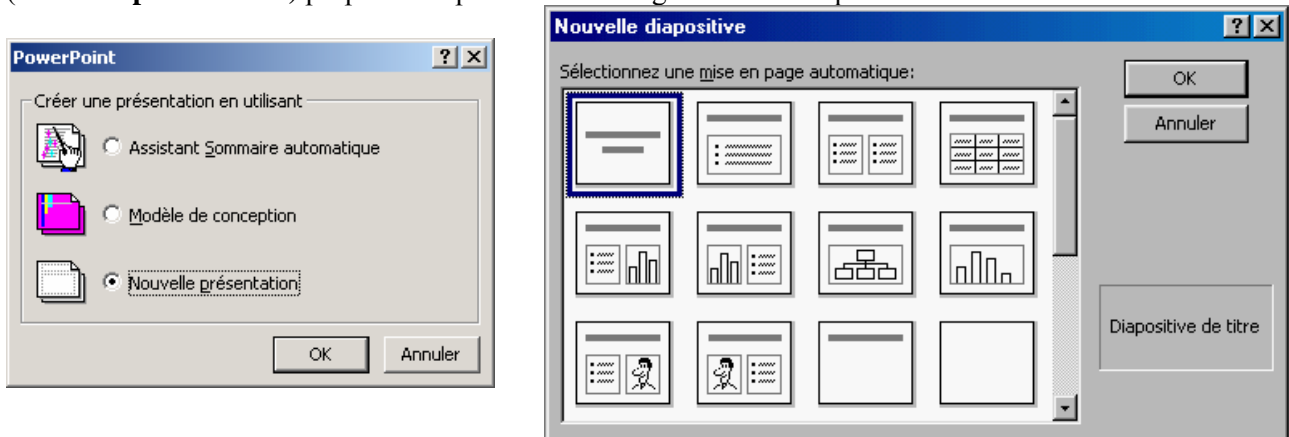 Nouvelle diapositive
PowerPoint
Créer une présentation en utilisant
Assistant Sommaire automatique
Modèle de conception
Nouvelle présentation
OK
Annuler
Sélectionnez une mise en page automatique:
OK
Annuler
Diapositive de titre